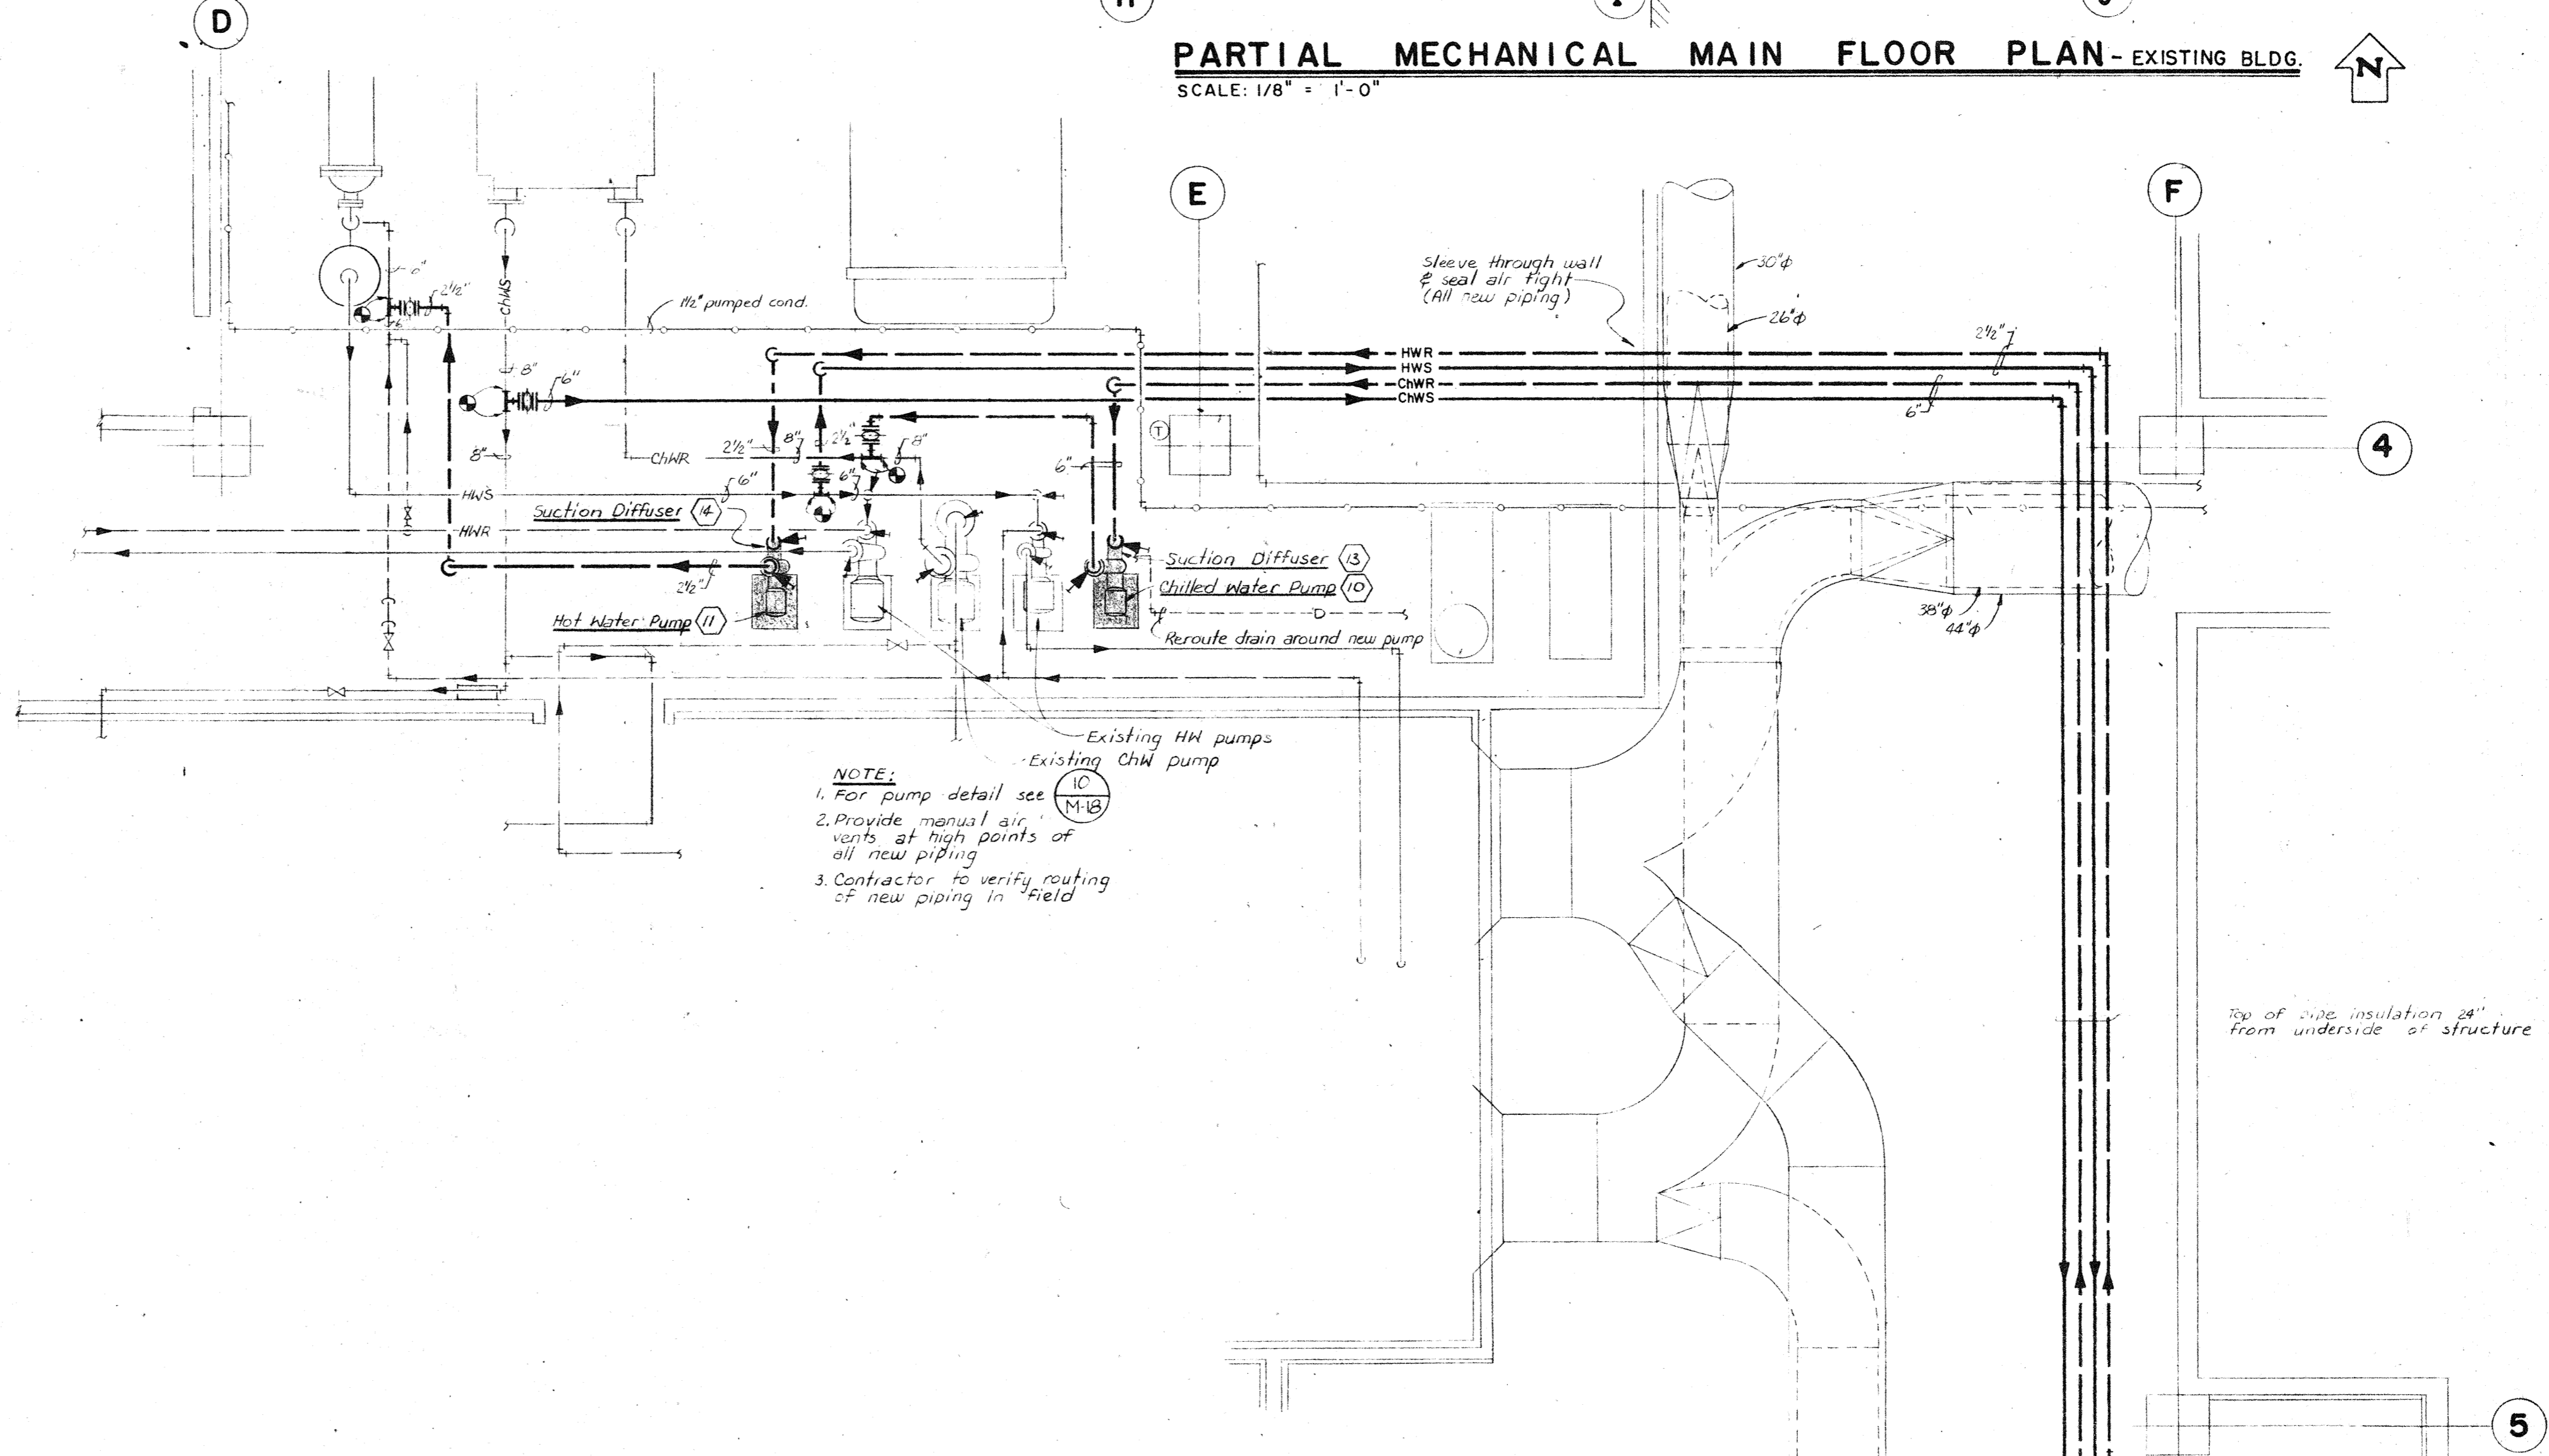 D
PARTIAL MECHANICAL MAIN FLOOR PLAN - EXISTING BLDG.
N
SCALE: 1/8" = 1'-0"
E
F
Sleeve through wall
& seal air tight
(All new piping)
30"φ
26"φ
6"
2½"
6"
CHWS
1½" pumped cond.
2½"
HWR
HWS
ChWR
ChWS
6"
8"
6"
8"
ChWR
2½"
8"
2½"
8"
6"
T
4
HWS
6"
6"
Suction Diffuser 14
HWR
2½"
Hot Water Pump 11
Suction Diffuser 13
Chilled Water Pump 10
D
Reroute drain around new pump
38"φ
44"φ
Existing HW pumps
Existing ChW pump
NOTE:
1. For pump detail see 10
M-18
2. Provide manual air
vents at high points of
all new piping
3. Contractor to verify routing
of new piping in field
Top of pipe insulation 24"
from underside of structure
5